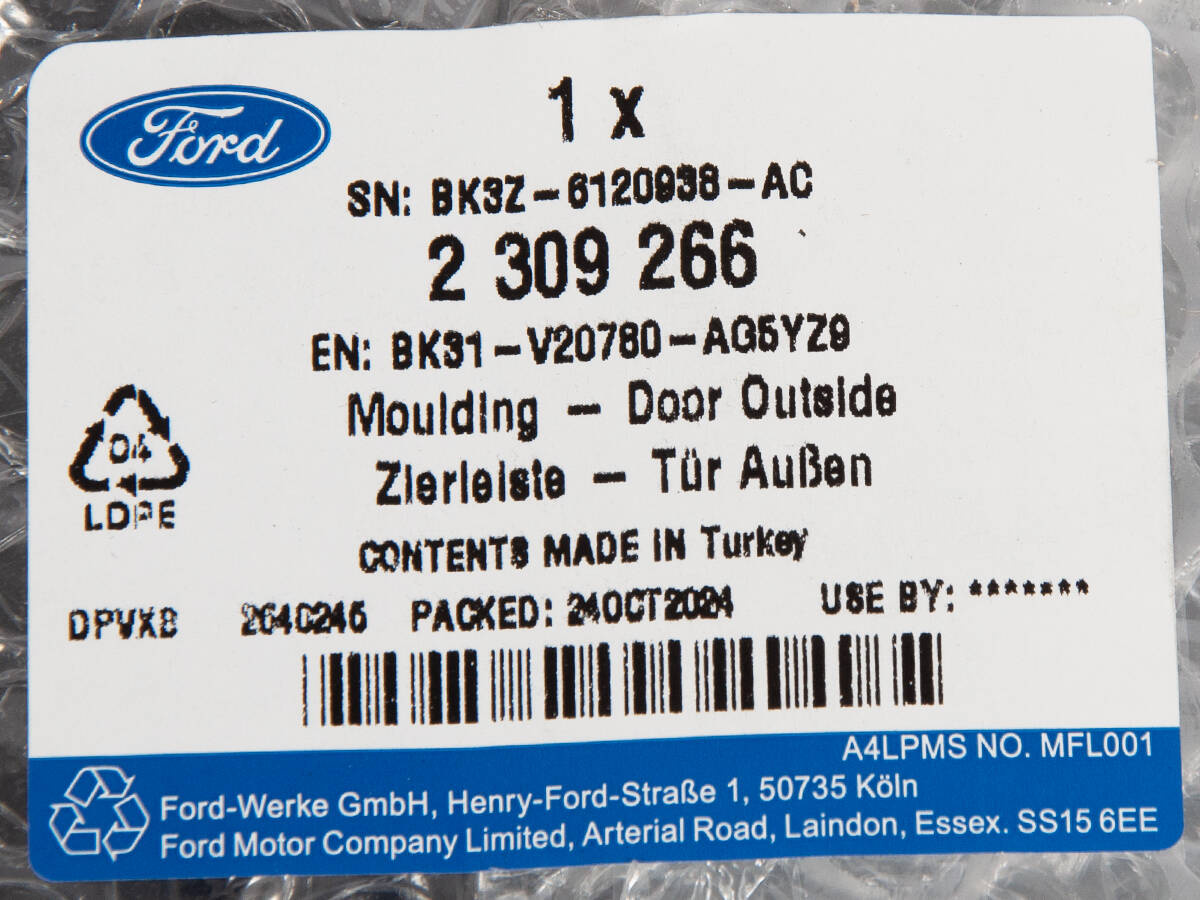 Ford
1 x
SN: BK3Z-6120938-AC
2 309 266
EN: BK31-V20780-AG5YZ9
Moulding - Door Outside
Zierleiste - Tür Außen
04
LDPE
CONTENTS MADE IN Turkey
DPVXB 2640246 PACKED: 24OCT2024 USE BY: *******
A4LPMS NO. MFL001
Ford-Werke GmbH, Henry-Ford-Straße 1, 50735 Köln
Ford Motor Company Limited, Arterial Road, Laindon, Essex. SS15 6EE